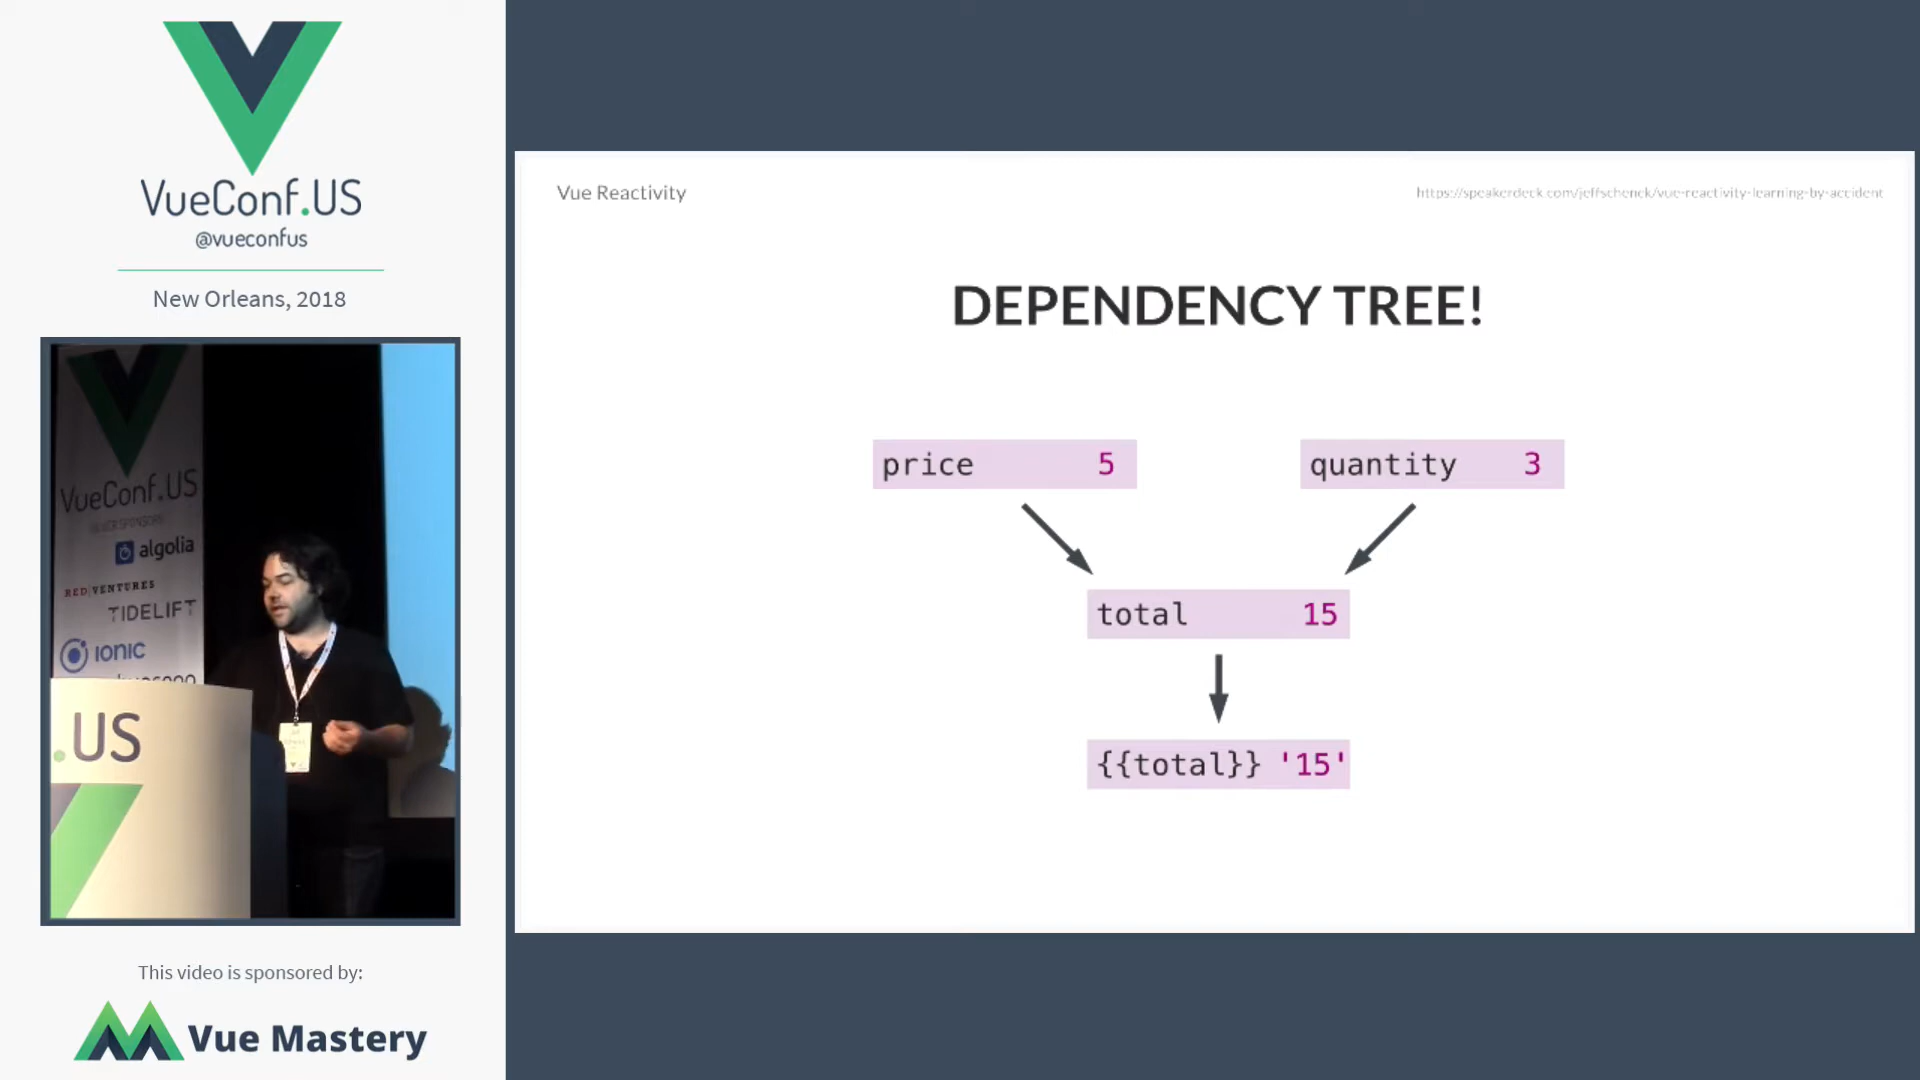 VueConf.US
@vueconfus
New Orleans, 2018
VueConf.US
SILVER SPONSORS
algolia
RED|VENTURES
TIDELIFT
IONIC
.US
This video is sponsored by:
Vue Mastery
Vue Reactivity
https://speakerdeck.com/jeffschenck/vue-reactivity-learning-by-accident
DEPENDENCY TREE!
price 5
quantity 3
total 15
{{total}} '15'